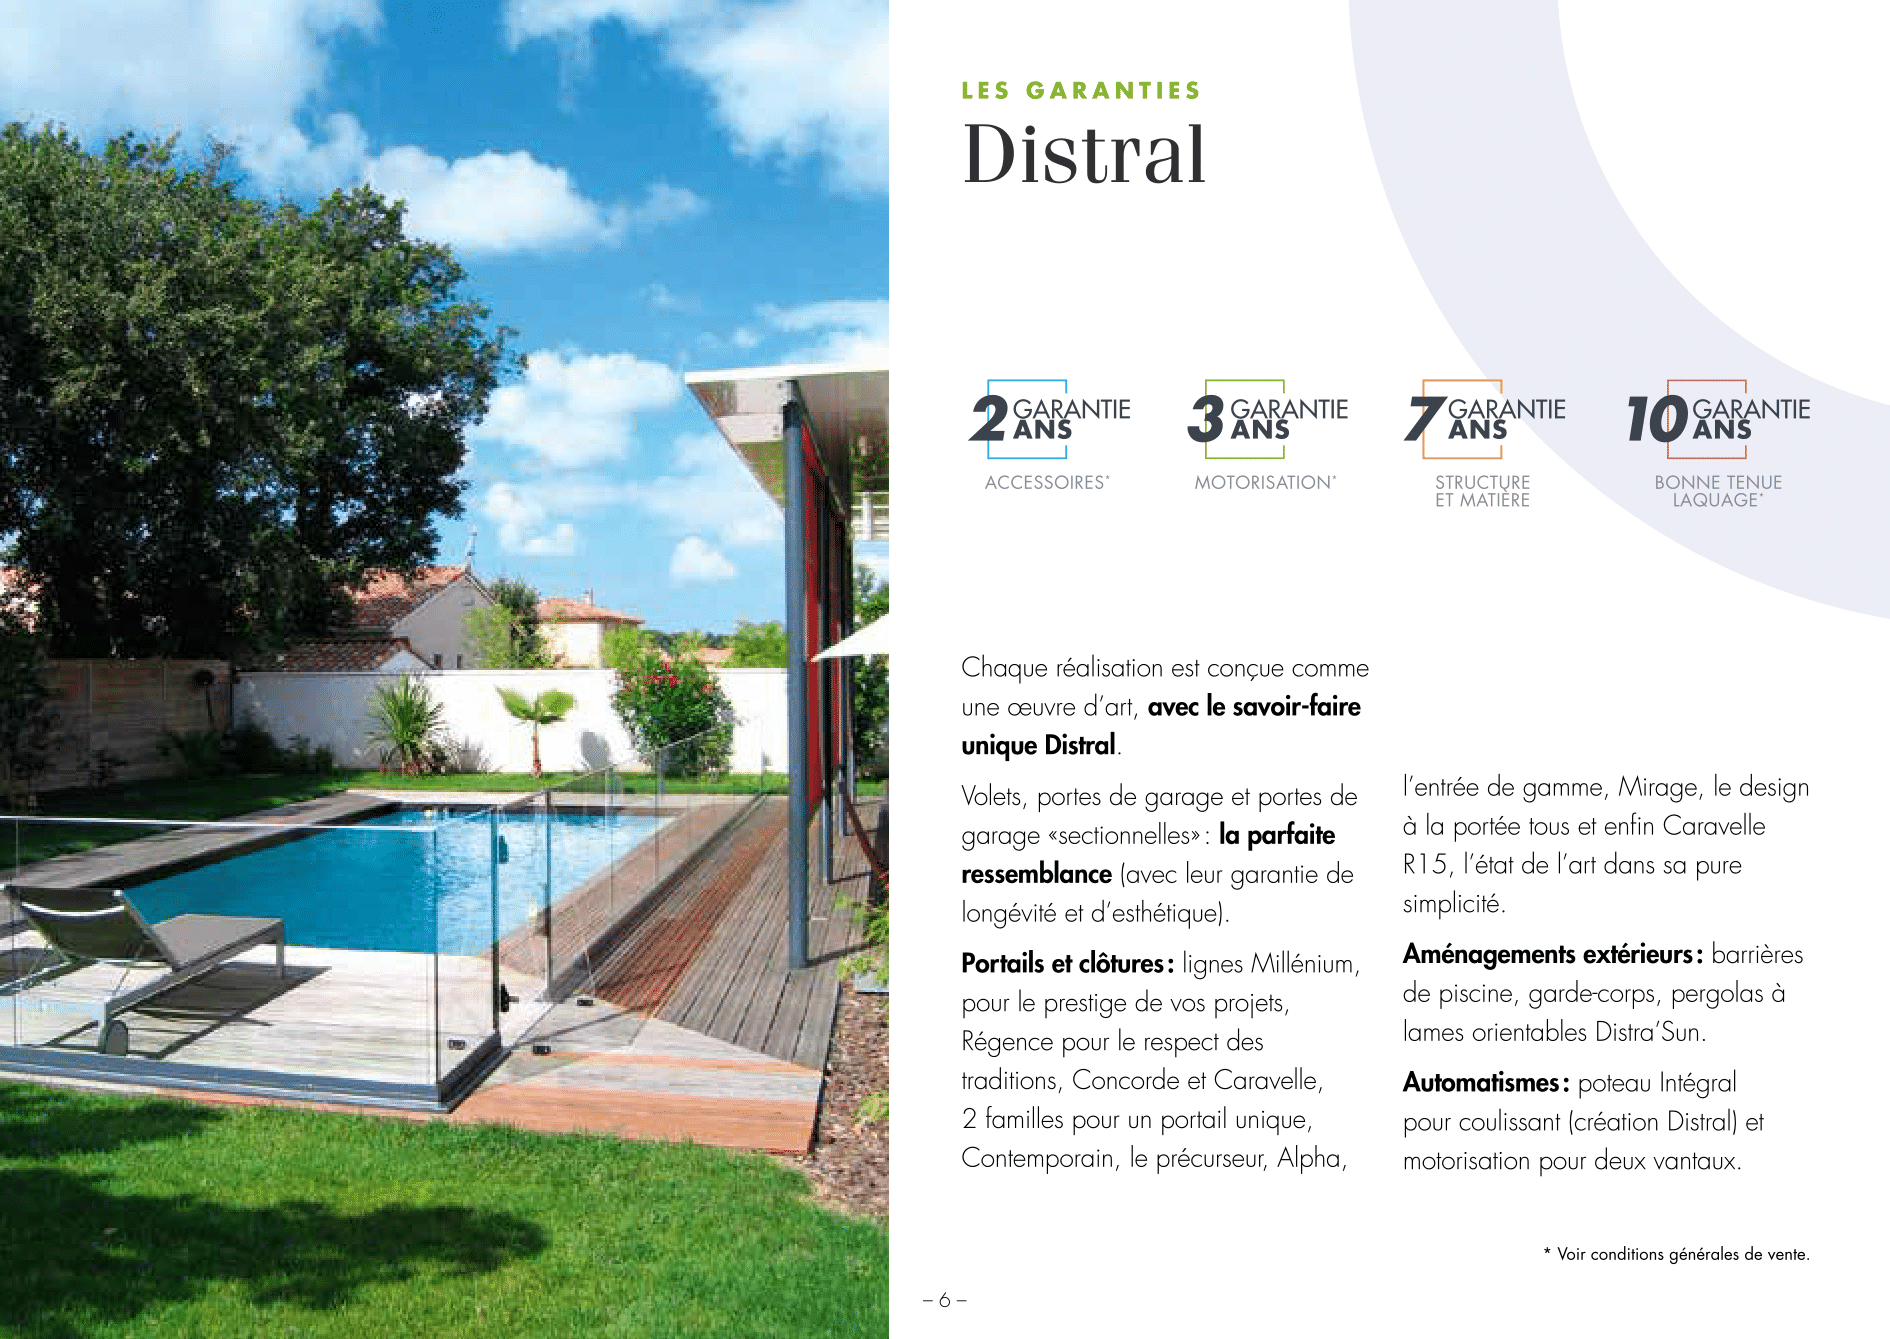 LES GARANTIES
Distral
2 GARANTIE
ANS
ACCESSOIRES*
3 GARANTIE
ANS
MOTORISATION*
7 GARANTIE
ANS
STRUCTURE
ET MATIÈRE
10 GARANTIE
ANS
BONNE TENUE
LAQUAGE*
Chaque réalisation est conçue comme
une œuvre d’art, avec le savoir-faire
unique Distral.
Volets, portes de garage et portes de
garage «sectionnelles» : la parfaite
ressemblance (avec leur garantie de
longévité et d’esthétique).
Portails et clôtures : lignes Millénium,
pour le prestige de vos projets,
Régence pour le respect des
traditions, Concorde et Caravelle,
2 familles pour un portail unique,
Contemporain, le précurseur, Alpha,
l’entrée de gamme, Mirage, le design
à la portée tous et enfin Caravelle
R15, l’état de l’art dans sa pure
simplicité.
Aménagements extérieurs : barrières
de piscine, garde-corps, pergolas à
lames orientables Distra’Sun.
Automatismes : poteau Intégral
pour coulissant (création Distral) et
motorisation pour deux vantaux.
* Voir conditions générales de vente.
– 6 –